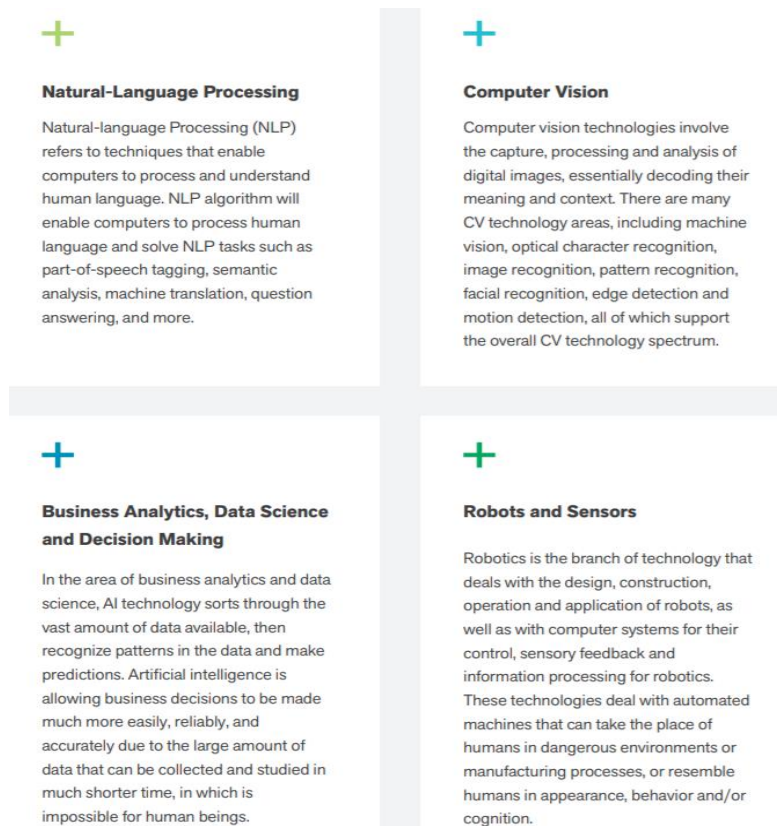 Natural-Language Processing
Natural-language Processing (NLP)
refers to techniques that enable
computers to process and understand
human language. NLP algorithm will
enable computers to process human
language and solve NLP tasks such as
part-of-speech tagging, semantic
analysis, machine translation, question
answering, and more.
Computer Vision
Computer vision technologies involve
the capture, processing and analysis of
digital images, essentially decoding their
meaning and context. There are many
CV technology areas, including machine
vision, optical character recognition,
image recognition, pattern recognition,
facial recognition, edge detection and
motion detection, all of which support
the overall CV technology spectrum.
Business Analytics, Data Science
and Decision Making
In the area of business analytics and data
science, AI technology sorts through the
vast amount of data available, then
recognize patterns in the data and make
predictions. Artificial intelligence is
allowing business decisions to be made
much more easily, reliably, and
accurately due to the large amount of
data that can be collected and studied in
much shorter time, in which is
impossible for human beings.
Robots and Sensors
Robotics is the branch of technology that
deals with the design, construction,
operation and application of robots, as
well as with computer systems for their
control, sensory feedback and
information processing for robotics.
These technologies deal with automated
machines that can take the place of
humans in dangerous environments or
manufacturing processes, or resemble
humans in appearance, behavior and/or
cognition.